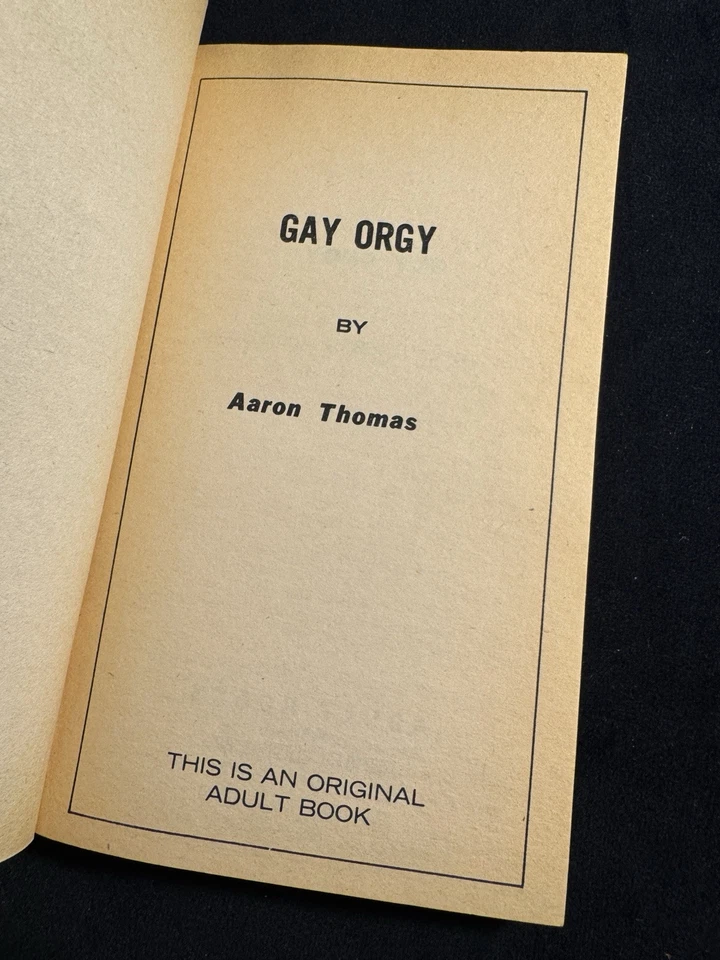 GAY ORGY
BY
Aaron Thomas
THIS IS AN ORIGINAL
ADULT BOOK